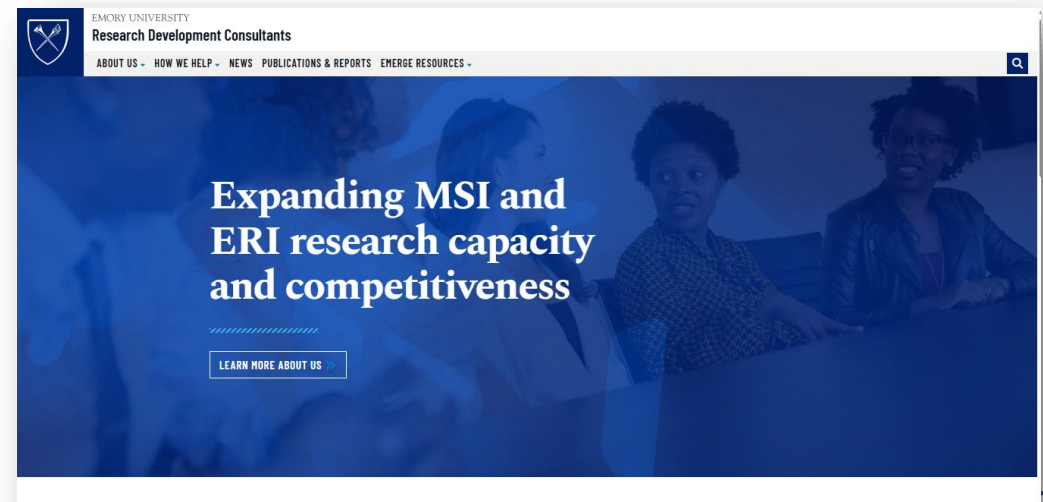 EMORY UNIVERSITY
Research Development Consultants
ABOUT US HOW WE HELP NEWS PUBLICATIONS & REPORTS EMERGE RESOURCES
Expanding MSI and
ERI research capacity
and competitiveness
LEARN MORE ABOUT US »